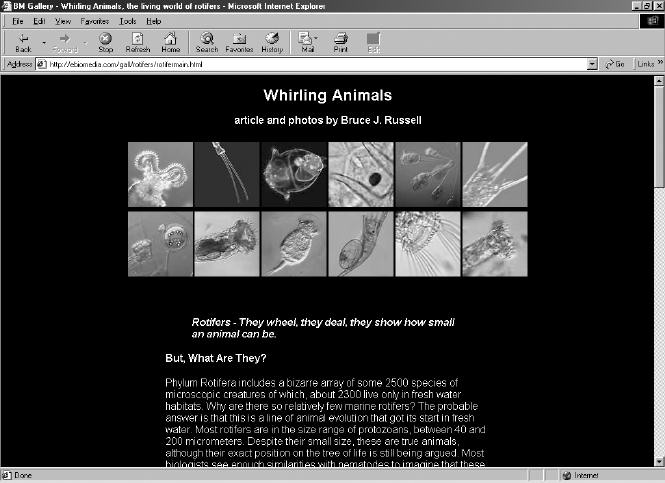 BM Gallery - Whirling Animals, the living world of rotifers - Microsoft Internet Explorer
File Edit View Favorites Tools Help
Back Forward Stop Refresh Home Search Favorites History Mail Print Edit
Address http://ebiomedia.com/gall/rotifers/rotifermain.html Go Links »
Whirling Animals
article and photos by Bruce J. Russell
Rotifers - They wheel, they deal, they show how small
an animal can be.
But, What Are They?
Phylum Rotifera includes a bizarre array of some 2500 species of
microscopic creatures of which, about 2300 live only in fresh water
habitats. Why are there so relatively few marine rotifers? The probable
answer is that this is a line of animal evolution that got its start in fresh
water. Most rotifers are in the size range of protozoans, between 40 and
200 micrometers. Despite their small size, these are true animals,
although their exact position on the tree of life is still being argued. Most
biologists see enough similarities with nematodes to imagine that these
Done Internet